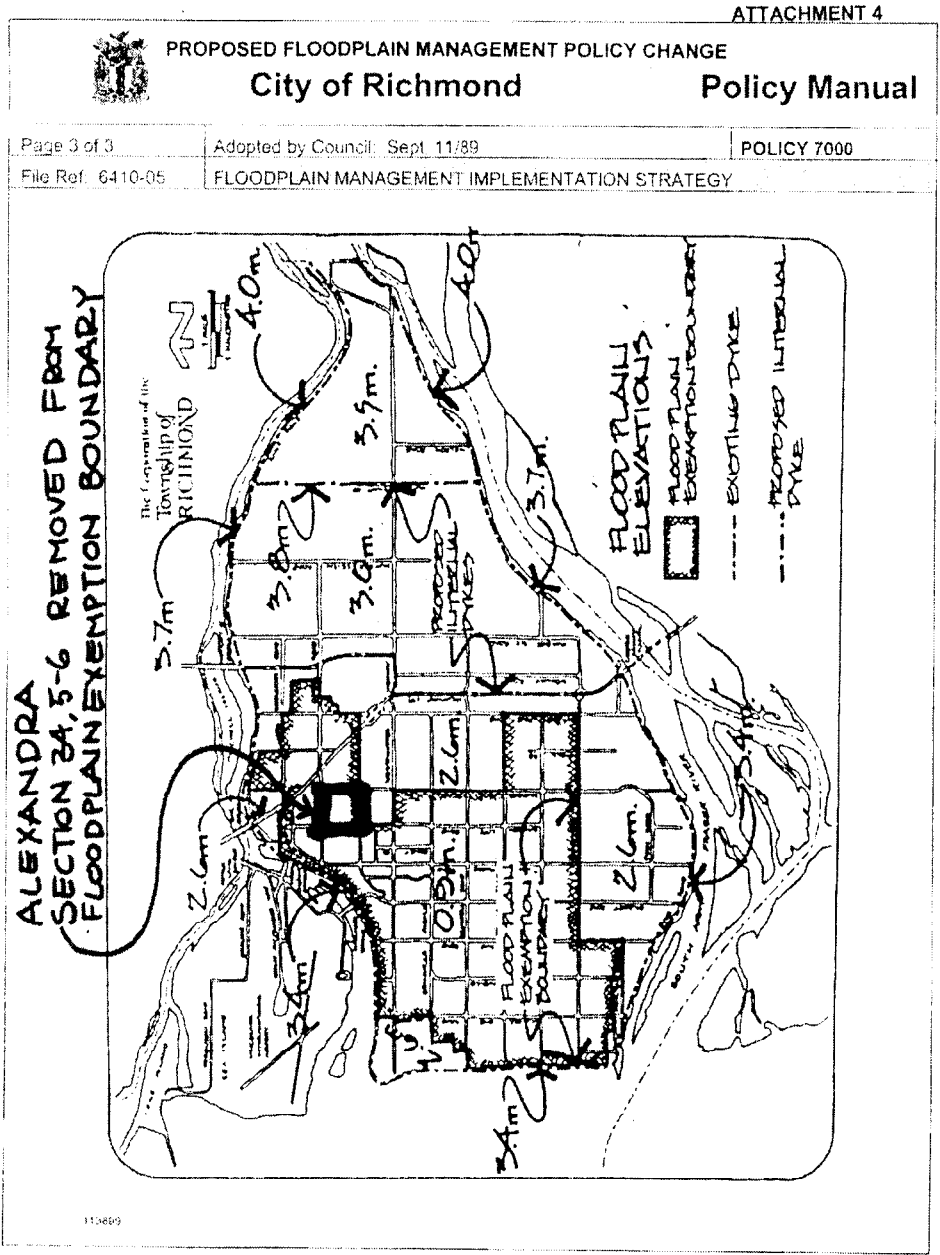 ATTACHMENT 4
PROPOSED FLOODPLAIN MANAGEMENT POLICY CHANGE
City of Richmond
Policy Manual
Page 3 of 3
Adopted by Council: Sept. 11/89
POLICY 7000
File Ref: 6410-05
FLOODPLAIN MANAGEMENT IMPLEMENTATION STRATEGY
ALEXANDRA
SECTION 34, 5-6 REMOVED FROM
FLOODPLAIN EXEMPTION BOUNDARY
The Corporation of the
Township of
RICHMOND
N
4.0m.
4.0m
3.7m
3.5m.
3.8m
3.0m.
PROPOSED
INTERNAL
DYKES
3.7m.
2.6m
2.6m.
0.9m.
2.6m.
3.4m
3.4m.
3.4m
FLOOD PLAIN
EXEMPTION
BOUNDARY
FLOOD PLAIN
ELEVATIONS
FLOOD PLAIN
EXEMPTION BOUNDARY
EXISTING DYKE
PROPOSED INTERNAL
DYKE